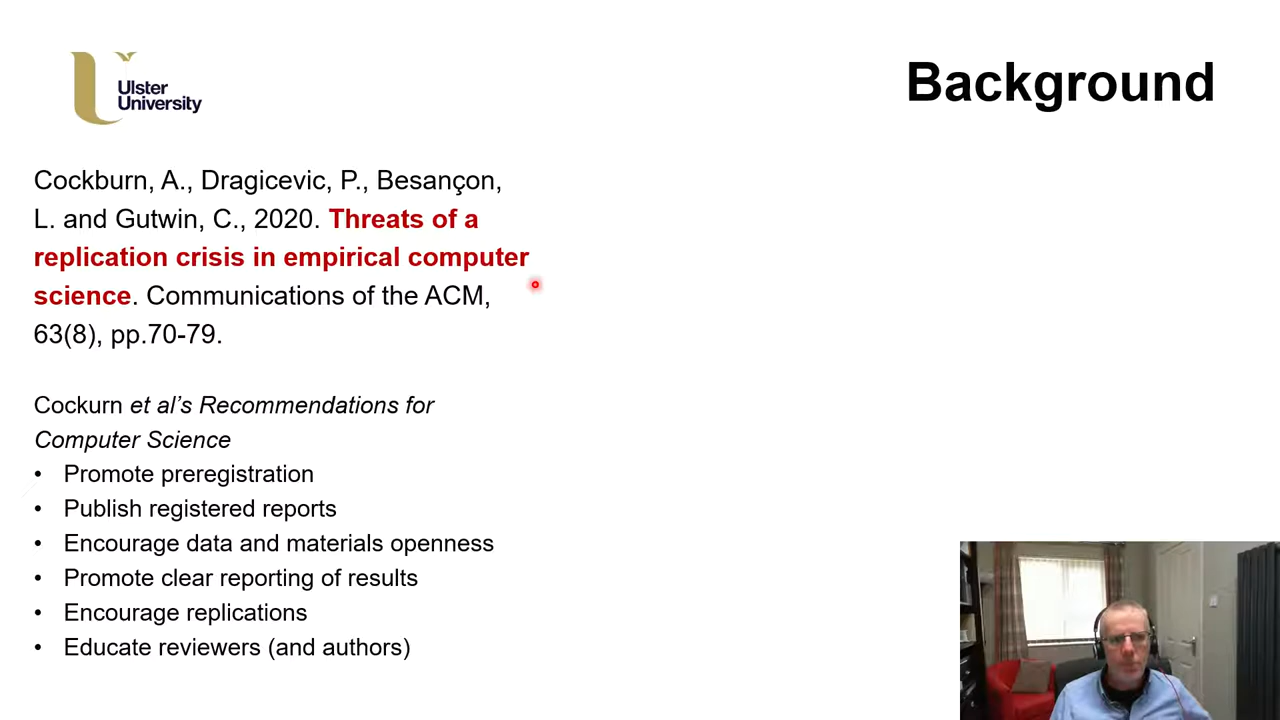 Ulster
University
Background
Cockburn, A., Dragicevic, P., Besançon,
L. and Gutwin, C., 2020. Threats of a
replication crisis in empirical computer
science. Communications of the ACM,
63(8), pp.70-79.
Cockurn et al’s Recommendations for
Computer Science
• Promote preregistration
• Publish registered reports
• Encourage data and materials openness
• Promote clear reporting of results
• Encourage replications
• Educate reviewers (and authors)